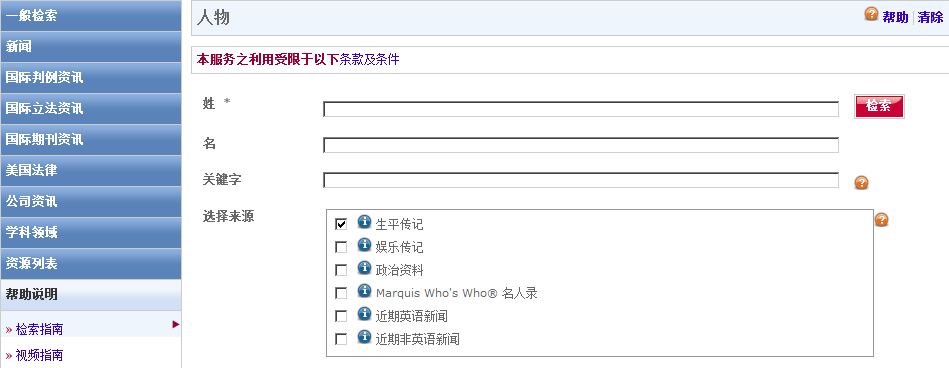 一般检索
新闻
国际判例资讯
国际立法资讯
国际期刊资讯
美国法律
公司资讯
学科领域
资源列表
帮助说明
» 检索指南
» 视频指南
人物
帮助 | 清除
本服务之利用受限于以下条款及条件
姓 *
检索
名
关键字
选择来源
生平传记
娱乐传记
政治资料
Marquis Who's Who® 名人录
近期英语新闻
近期非英语新闻